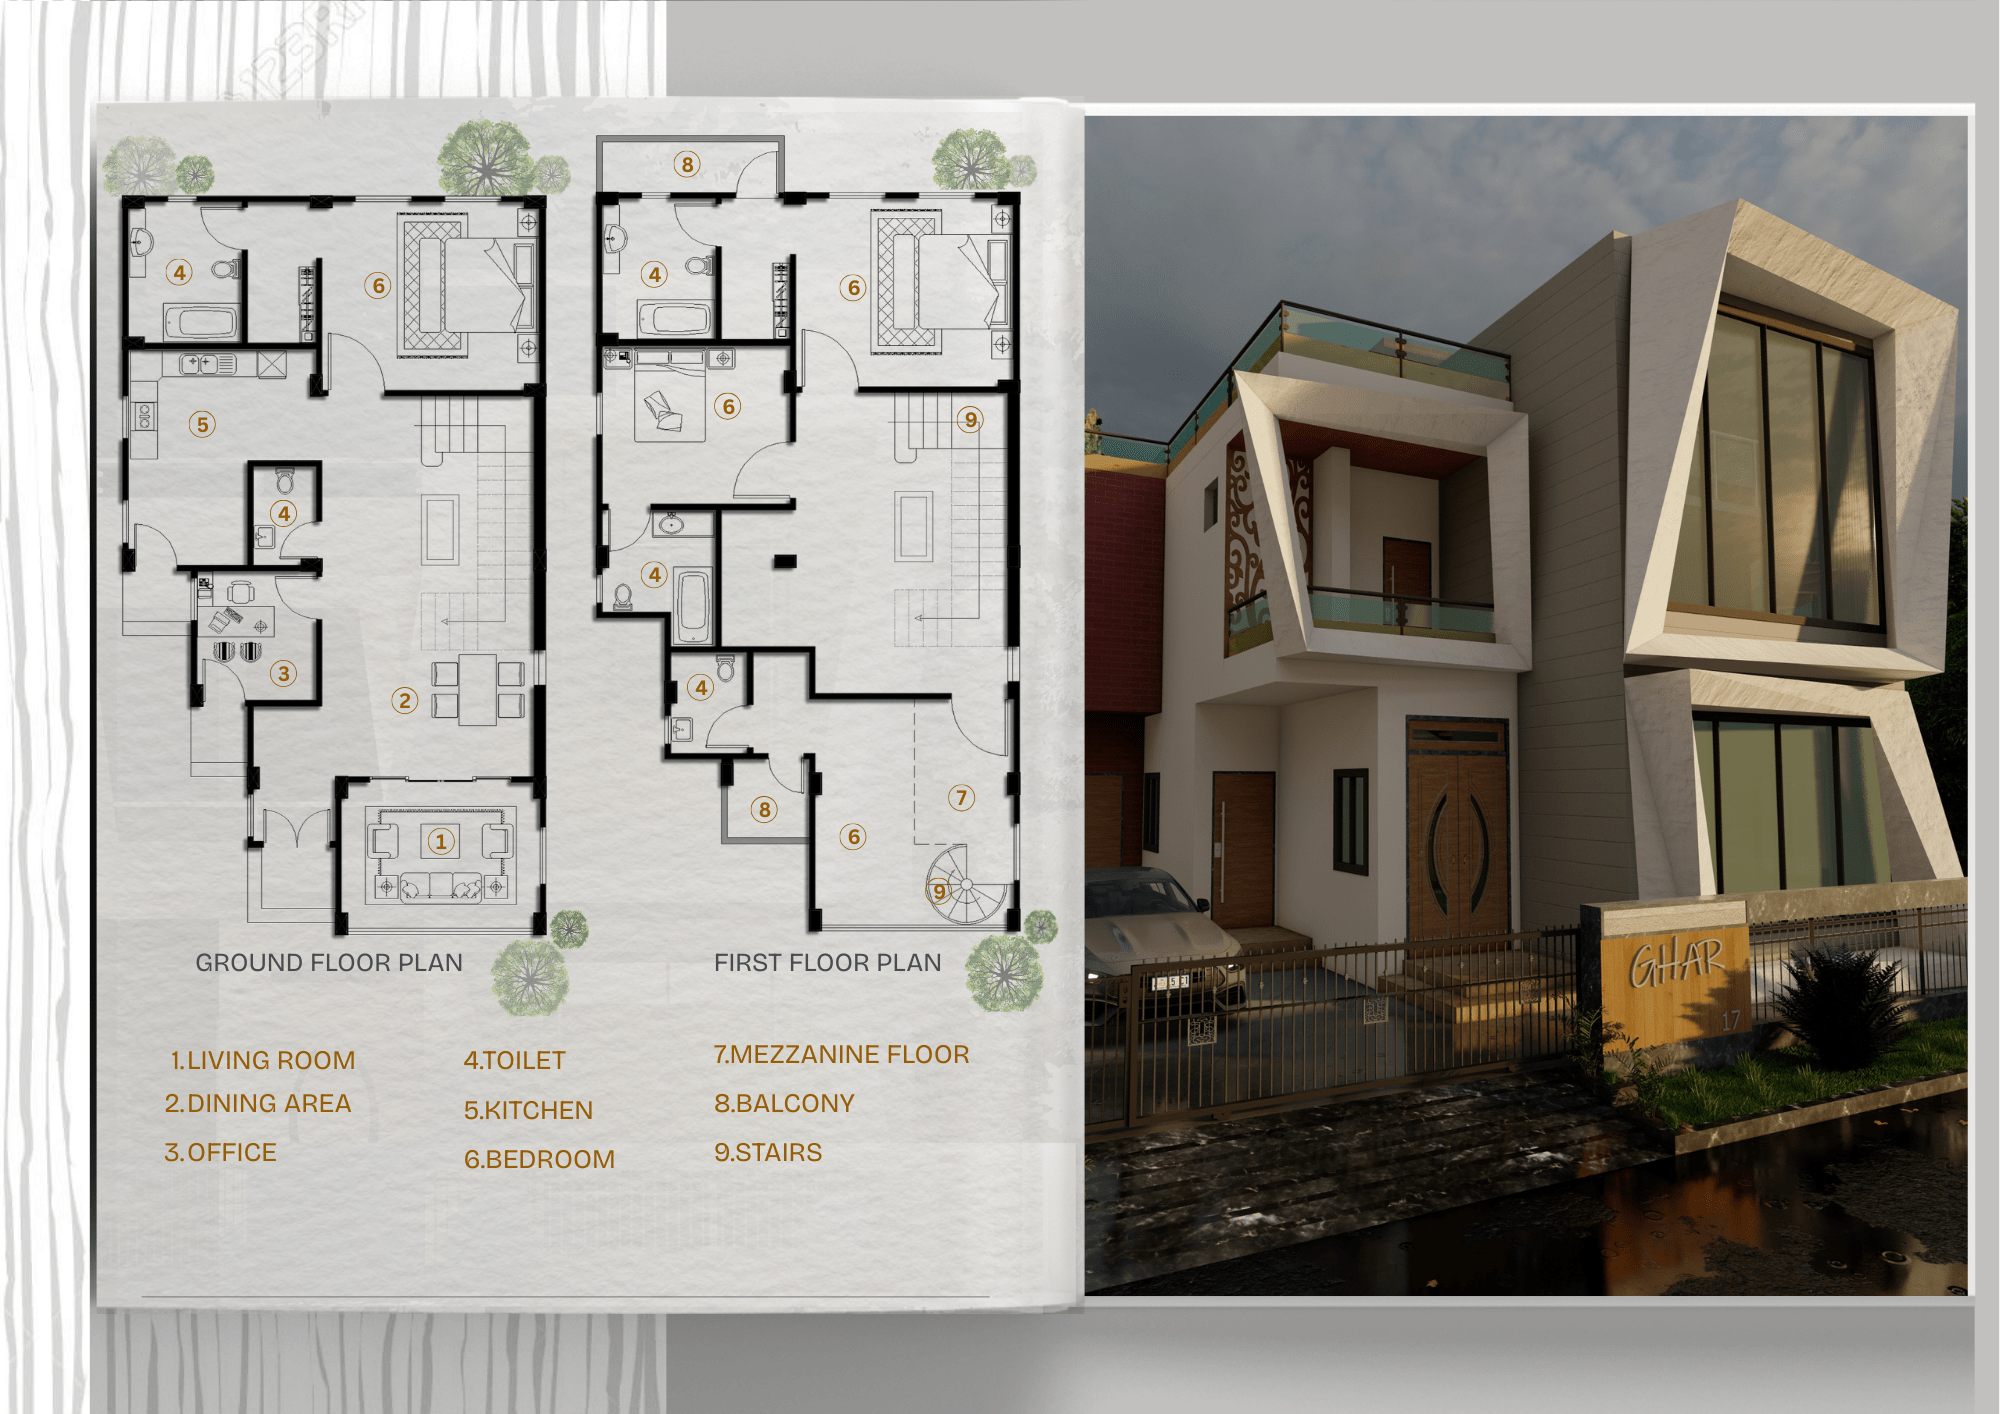 123R
8
4
6
4
6
5
6
9
4
4
4
3
2
4
7
8
6
1
9
GROUND FLOOR PLAN
FIRST FLOOR PLAN
1.LIVING ROOM
2.DINING AREA
3.OFFICE
4.TOILET
5.KITCHEN
6.BEDROOM
7.MEZZANINE FLOOR
8.BALCONY
9.STAIRS
GHAR
17